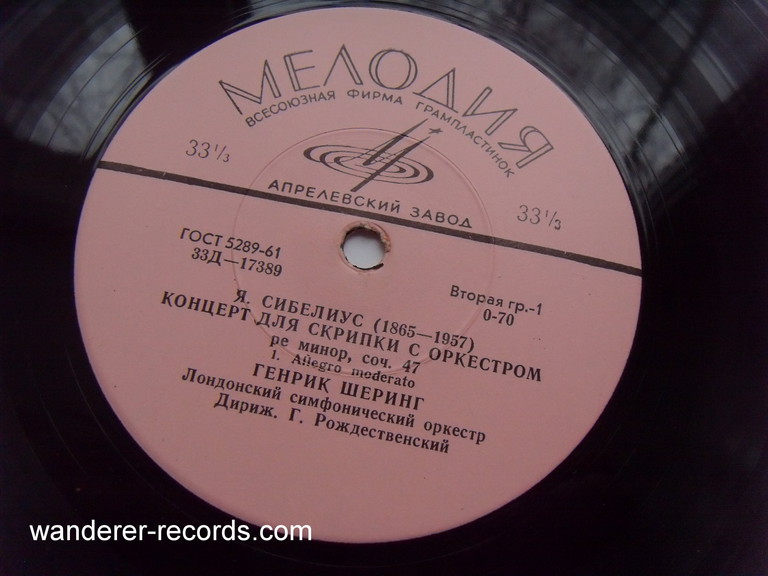 МЕЛОДИЯ
ВСЕСОЮЗНАЯ ФИРМА ГРАМПЛАСТИНОК
33 1/3
АПРЕЛЕВСКИЙ ЗАВОД
33 1/3
ГОСТ 5289-61
33Д—17389
Вторая гр.-1
0-70
Я. СИБЕЛИУС (1865—1957)
КОНЦЕРТ ДЛЯ СКРИПКИ С ОРКЕСТРОМ
ре минор, соч. 47
1. Allegro moderato
ГЕНРИК ШЕРИНГ
Лондонский симфонический оркестр
Дириж. Г. Рождественский
wanderer-records.com